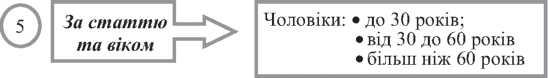 5
За статтю
та віком
Чоловіки: • до 30 років;
• від 30 до 60 років
• більш ніж 60 років